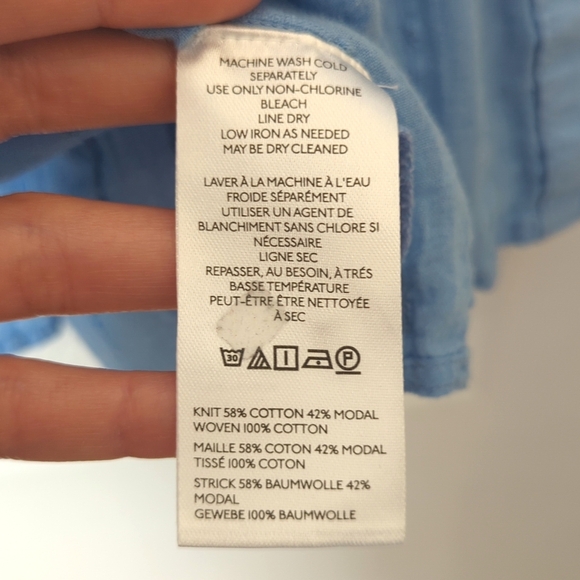 MACHINE WASH COLD
SEPARATELY
USE ONLY NON-CHLORINE
BLEACH
LINE DRY
LOW IRON AS NEEDED
MAY BE DRY CLEANED
LAVER À LA MACHINE À L'EAU
FROIDE SÉPARÉMENT
UTILISER UN AGENT DE
BLANCHIMENT SANS CHLORE SI
NÉCESSAIRE
LIGNE SEC
REPASSER, AU BESOIN, À TRÉS
BASSE TEMPÉRATURE
PEUT-ÊTRE ÊTRE NETTOYÉE
À SEC
30 P
KNIT 58% COTTON 42% MODAL
WOVEN 100% COTTON
MAILLE 58% COTON 42% MODAL
TISSÉ 100% COTON
STRICK 58% BAUMWOLLE 42%
MODAL
GEWEBE 100% BAUMWOLLE